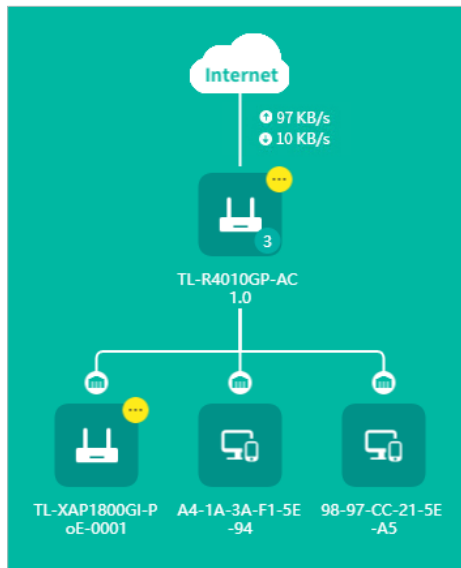 Internet
97 KB/s
10 KB/s
3
TL-R4010GP-AC
1.0
TL-XAP1800GI-P
oE-0001
A4-1A-3A-F1-5E
-94
98-97-CC-21-5E
-A5